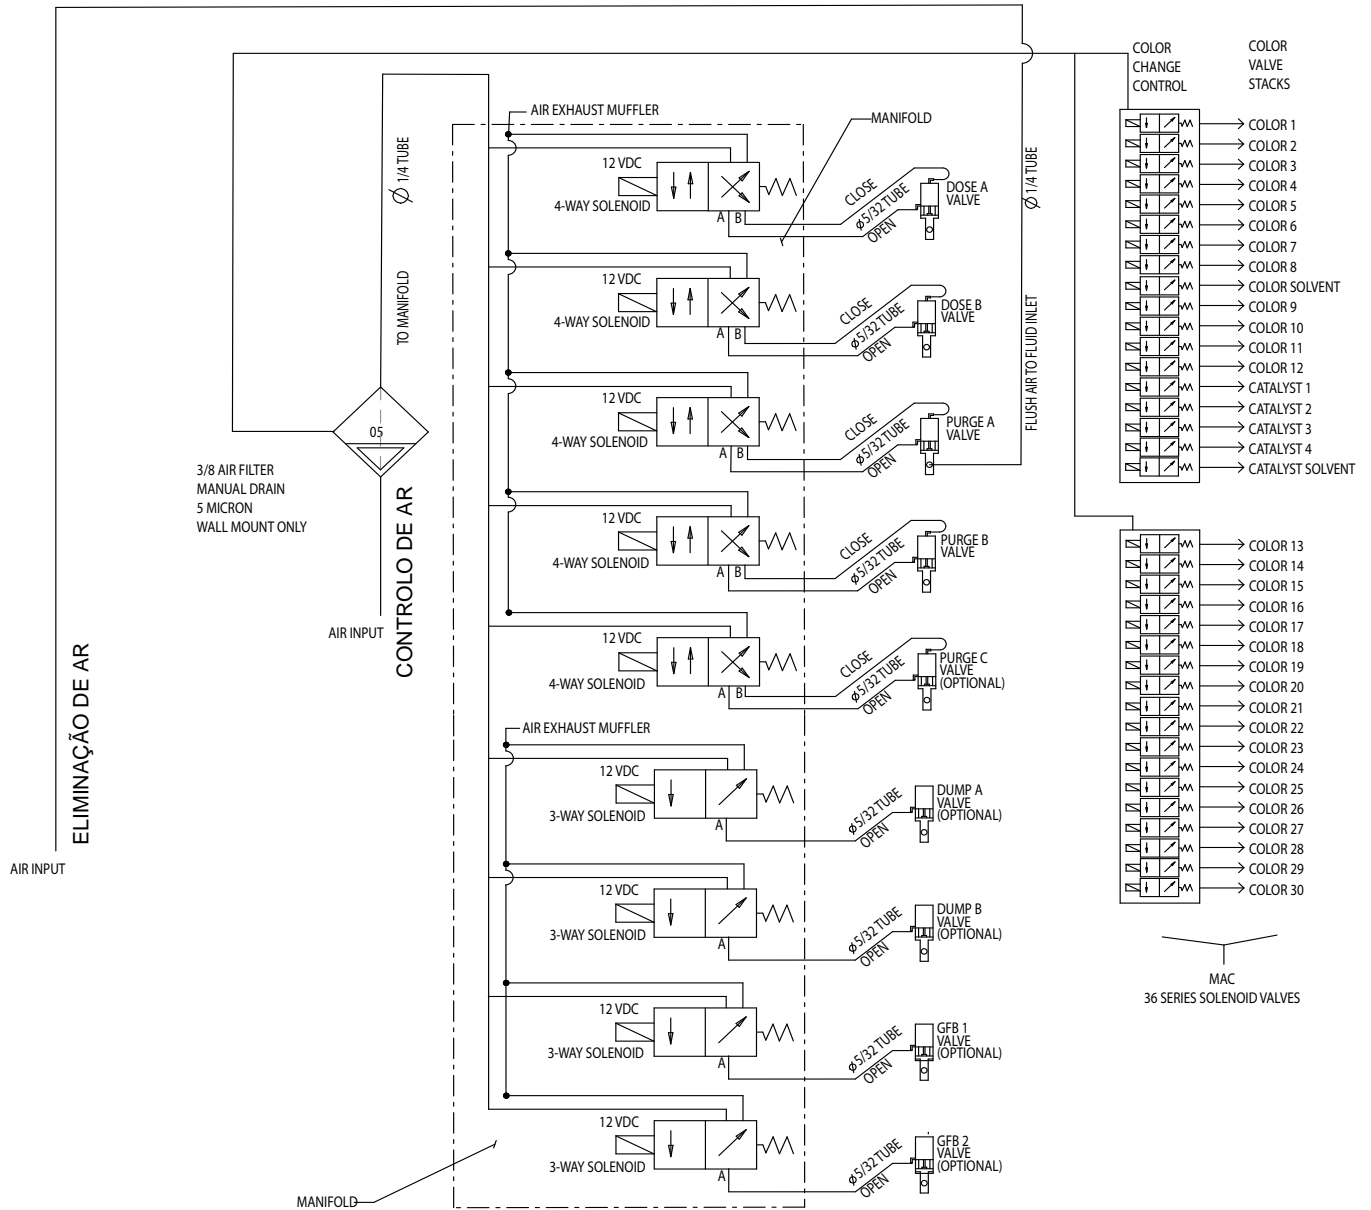 COLOR
CHANGE
CONTROL
COLOR
VALVE
STACKS
AIR EXHAUST MUFFLER
MANIFOLD
Ø 1/4 TUBE
TO MANIFOLD
05
3/8 AIR FILTER
MANUAL DRAIN
5 MICRON
WALL MOUNT ONLY
AIR INPUT
CONTROLO DE AR
ELIMINAÇÃO DE AR
AIR INPUT
12 VDC
4-WAY SOLENOID
A B
CLOSE
Ø5/32 TUBE
OPEN
DOSE A
VALVE
12 VDC
4-WAY SOLENOID
A B
CLOSE
Ø5/32 TUBE
OPEN
DOSE B
VALVE
12 VDC
4-WAY SOLENOID
A B
CLOSE
Ø5/32 TUBE
OPEN
PURGE A
VALVE
12 VDC
4-WAY SOLENOID
A B
CLOSE
Ø5/32 TUBE
OPEN
PURGE B
VALVE
12 VDC
4-WAY SOLENOID
A B
CLOSE
Ø5/32 TUBE
OPEN
PURGE C
VALVE
(OPTIONAL)
AIR EXHAUST MUFFLER
12 VDC
3-WAY SOLENOID
A
Ø5/32 TUBE
OPEN
DUMP A
VALVE
(OPTIONAL)
12 VDC
3-WAY SOLENOID
A
Ø5/32 TUBE
OPEN
DUMP B
VALVE
(OPTIONAL)
12 VDC
3-WAY SOLENOID
A
Ø5/32 TUBE
OPEN
GFB 1
VALVE
(OPTIONAL)
12 VDC
3-WAY SOLENOID
A
Ø5/32 TUBE
OPEN
GFB 2
VALVE
(OPTIONAL)
MANIFOLD
Ø 1/4 TUBE
FLUSH AIR TO FLUID INLET
COLOR 1
COLOR 2
COLOR 3
COLOR 4
COLOR 5
COLOR 6
COLOR 7
COLOR 8
COLOR SOLVENT
COLOR 9
COLOR 10
COLOR 11
COLOR 12
CATALYST 1
CATALYST 2
CATALYST 3
CATALYST 4
CATALYST SOLVENT
COLOR 13
COLOR 14
COLOR 15
COLOR 16
COLOR 17
COLOR 18
COLOR 19
COLOR 20
COLOR 21
COLOR 22
COLOR 23
COLOR 24
COLOR 25
COLOR 26
COLOR 27
COLOR 28
COLOR 29
COLOR 30
MAC
36 SERIES SOLENOID VALVES